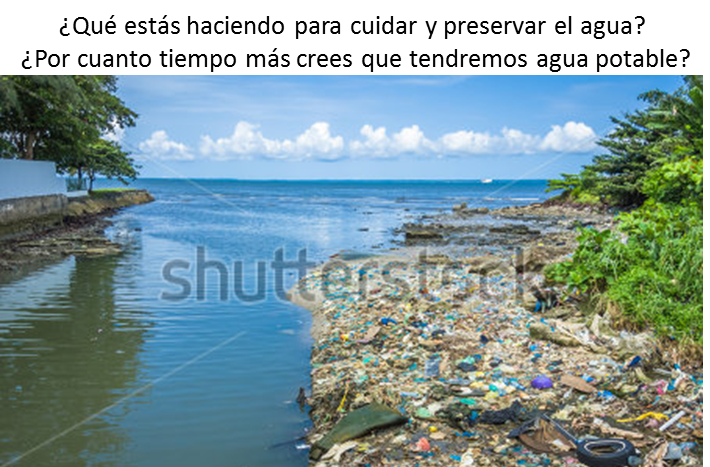 ¿Qué estás haciendo para cuidar y preservar el agua?
¿Por cuanto tiempo más crees que tendremos agua potable?
shutterstock